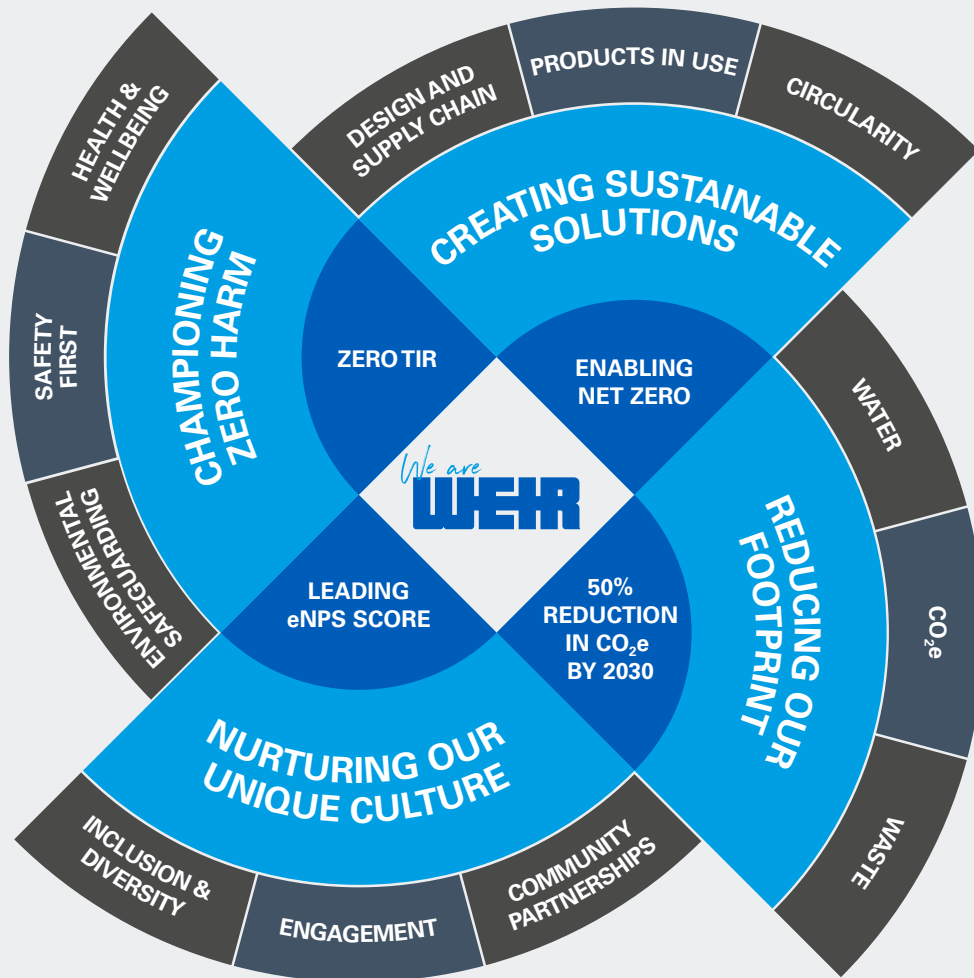 HEALTH &
WELLBEING
SAFETY
FIRST
ENVIRONMENTAL
SAFEGUARDING
CHAMPIONING
ZERO HARM
ZERO TIR
DESIGN AND
SUPPLY CHAIN
PRODUCTS IN USE
CIRCULARITY
CREATING SUSTAINABLE
SOLUTIONS
ENABLING
NET ZERO
WATER
CO₂e
WASTE
REDUCING OUR
FOOTPRINT
50%
REDUCTION
IN CO₂e
BY 2030
We are
WEIR
LEADING
eNPS SCORE
NURTURING OUR
UNIQUE CULTURE
INCLUSION &
DIVERSITY
ENGAGEMENT
COMMUNITY
PARTNERSHIPS